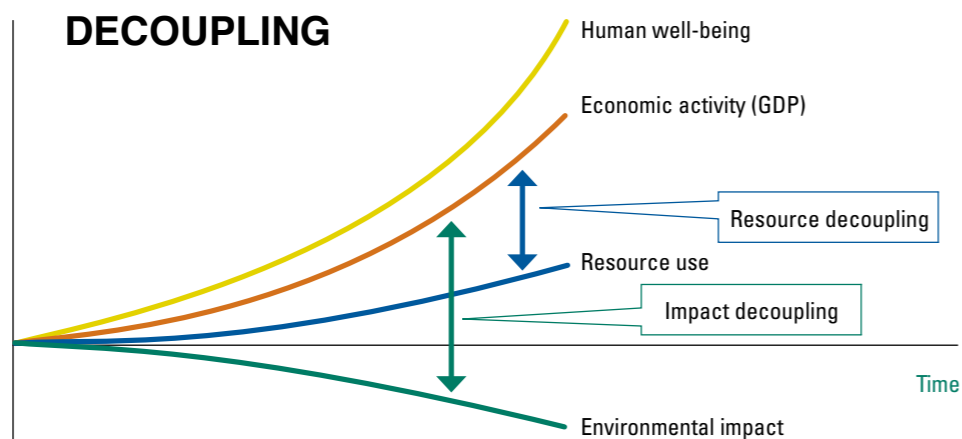 DECOUPLING
Human well-being
Economic activity (GDP)
Resource decoupling
Resource use
Impact decoupling
Time
Environmental impact